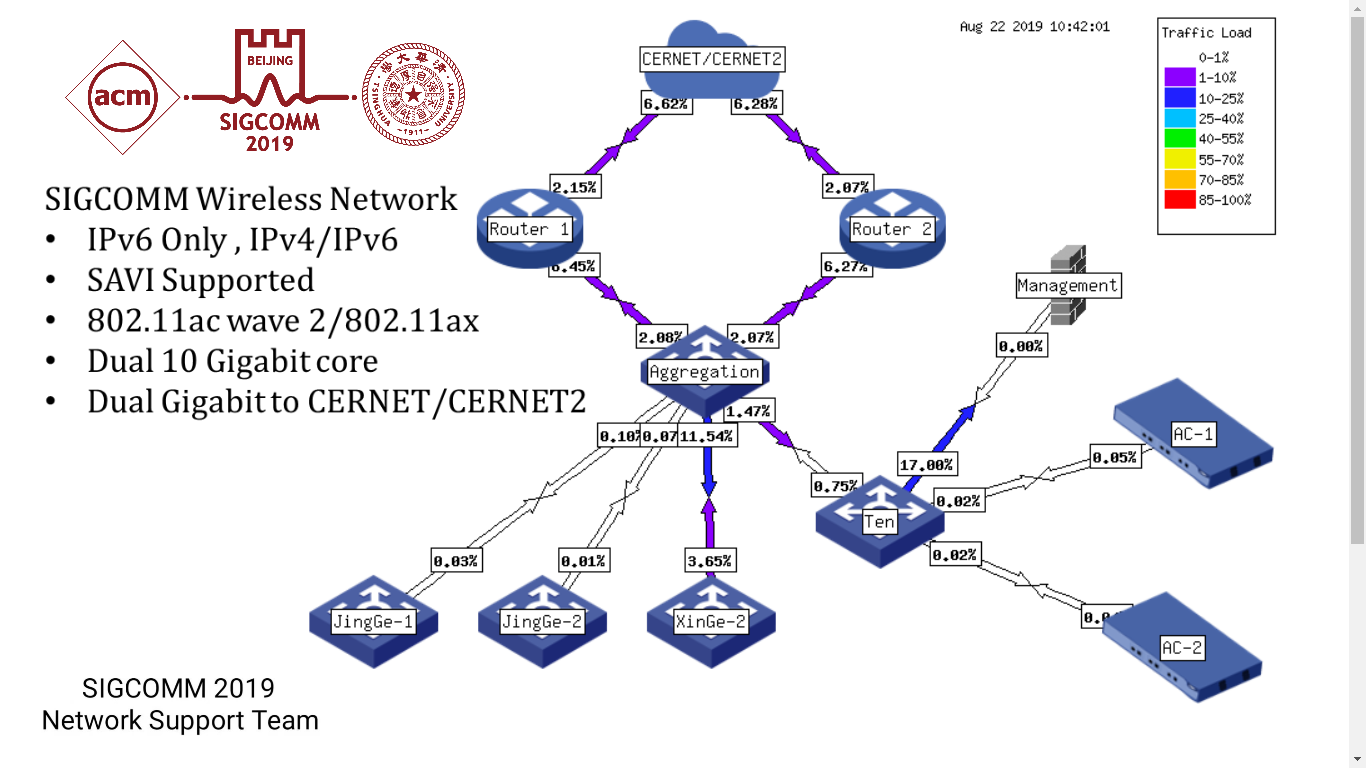 Aug 22 2019 10:42:01
acm
BEIJING
SIGCOMM
2019
TSINGHUA UNIVERSITY
-1911-
CERNET/CERNET2
Traffic Load
0-1%
1-10%
10-25%
25-40%
40-55%
55-70%
70-85%
85-100%
6.62%
6.28%
2.15%
2.07%
SIGCOMM Wireless Network
• IPv6 Only , IPv4/IPv6
• SAVI Supported
• 802.11ac wave 2/802.11ax
• Dual 10 Gigabit core
• Dual Gigabit to CERNET/CERNET2
Router 1
Router 2
6.45%
6.27%
Management
2.08%
2.07%
0.00%
Aggregation
1.47%
0.10%
0.07
11.54%
AC-1
0.05%
17.00%
0.75%
0.02%
Ten
0.02%
0.03%
0.01%
3.65%
JingGe-1
JingGe-2
XinGe-2
AC-2
SIGCOMM 2019
Network Support Team